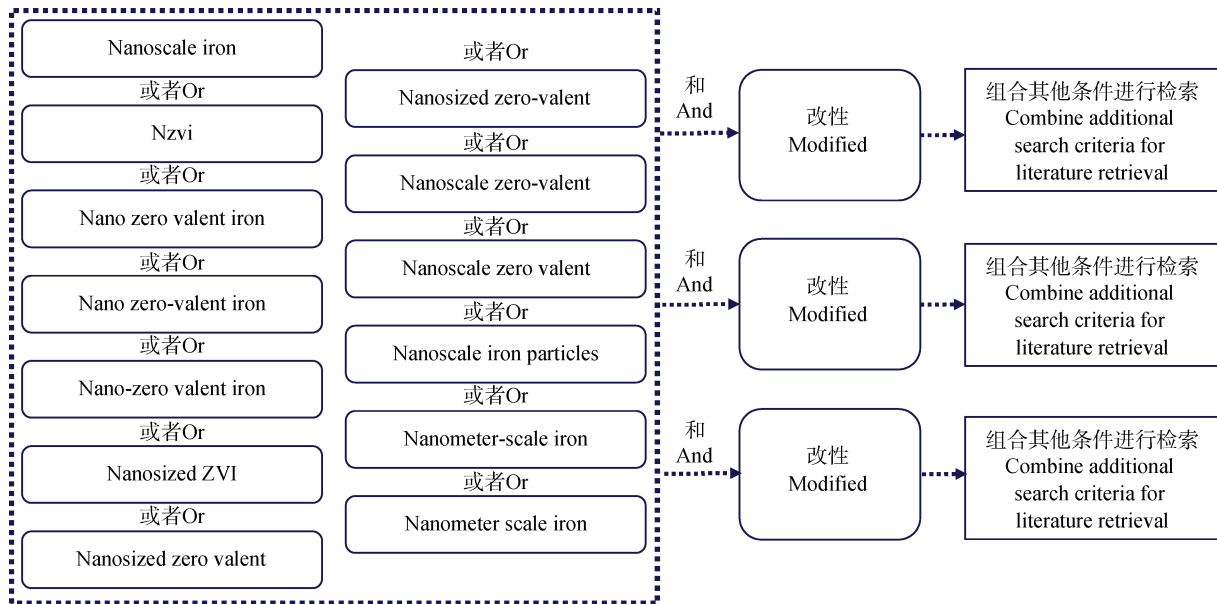 Nanoscale iron
或者Or
Nzvi
或者Or
Nano zero valent iron
或者Or
Nano zero-valent iron
或者Or
Nano-zero valent iron
或者Or
Nanosized ZVI
或者Or
Nanosized zero valent
或者Or
Nanosized zero-valent
或者Or
Nanoscale zero-valent
或者Or
Nanoscale zero valent
或者Or
Nanoscale iron particles
或者Or
Nanometer-scale iron
或者Or
Nanometer scale iron
和
And
改性
Modified
组合其他条件进行检索
Combine additional
search criteria for
literature retrieval
和
And
改性
Modified
组合其他条件进行检索
Combine additional
search criteria for
literature retrieval
和
And
改性
Modified
组合其他条件进行检索
Combine additional
search criteria for
literature retrieval